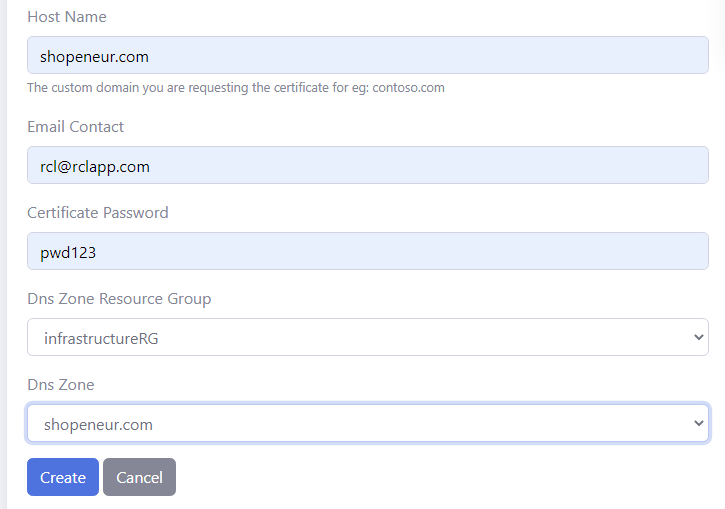 Host Name
shopeneur.com
The custom domain you are requesting the certificate for eg: contoso.com
Email Contact
rcl@rclapp.com
Certificate Password
pwd123
Dns Zone Resource Group
infrastructureRG
Dns Zone
shopeneur.com
Create Cancel